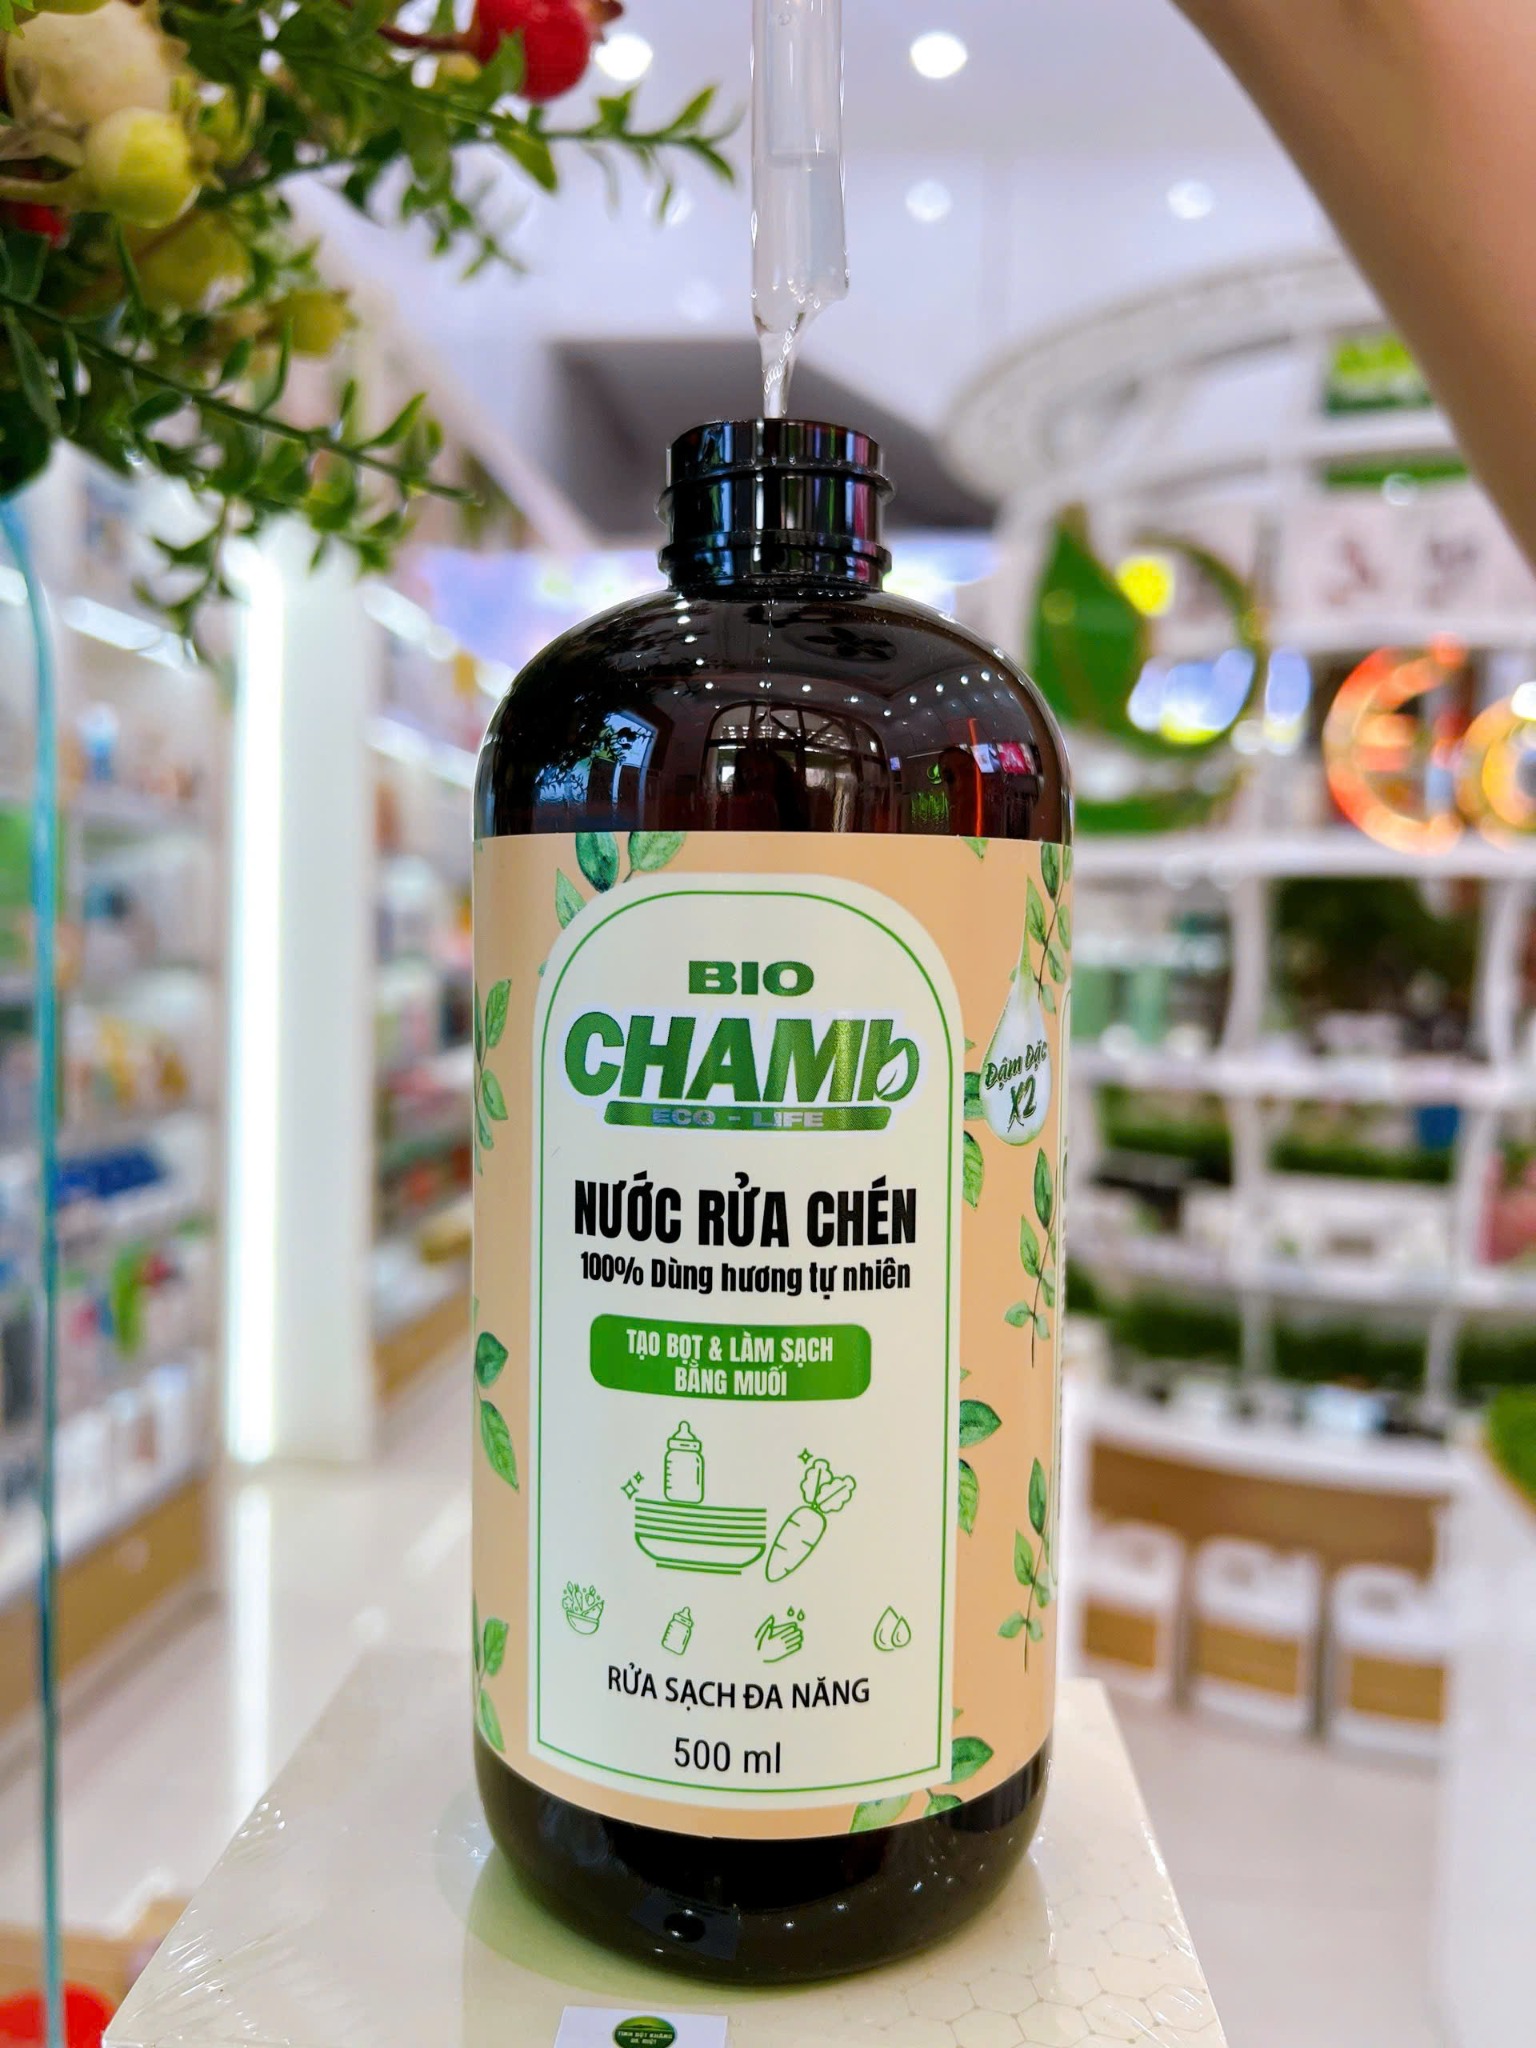 BIO
CHAMb
ECO - LIFE
Đậm Đặc
X2
NƯỚC RỬA CHÉN
100% Dùng hương tự nhiên
TẠO BỌT & LÀM SẠCH
BẰNG MUỐI
RỬA SẠCH ĐA NĂNG
500 ml